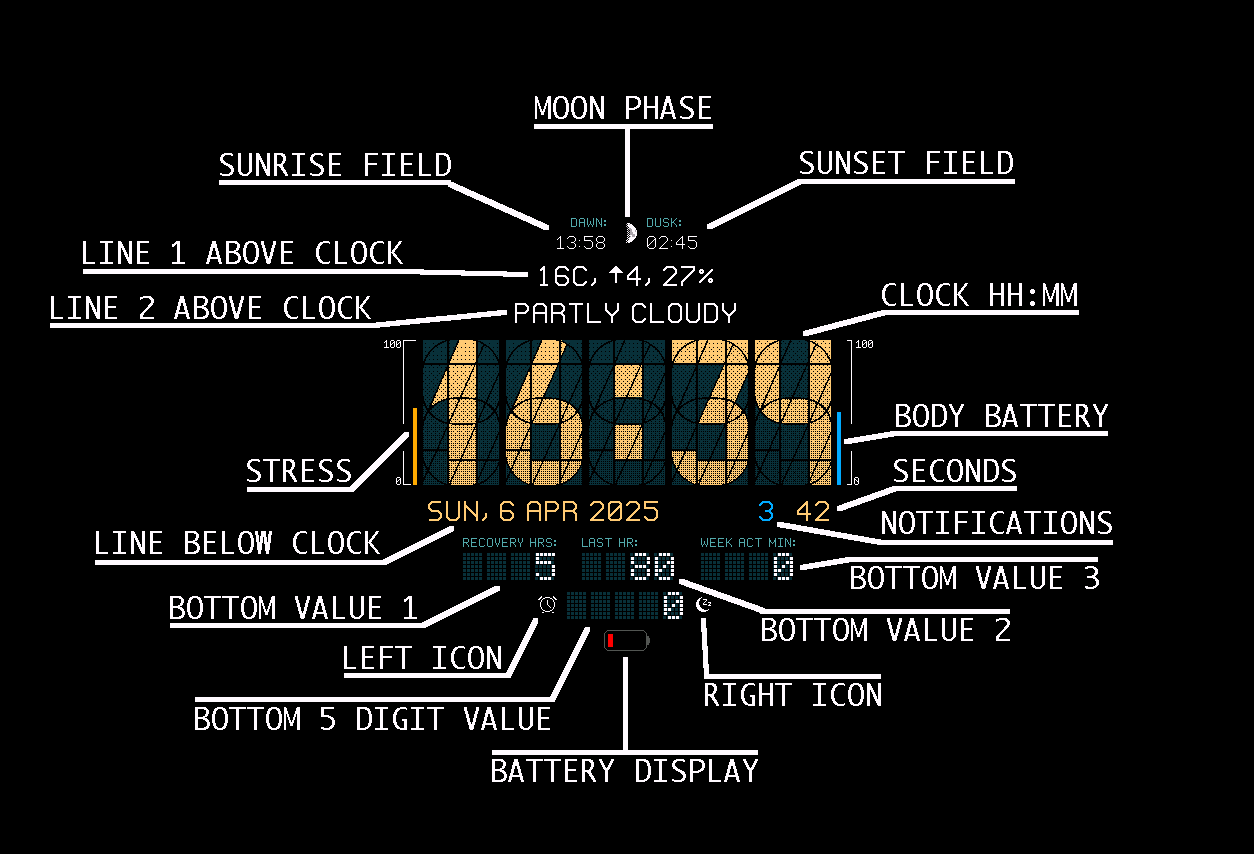 MOON PHASE
SUNRISE FIELD
SUNSET FIELD
DAWN: DUSK:
13:58 02:45
LINE 1 ABOVE CLOCK
16C, ↑4, 27%
LINE 2 ABOVE CLOCK
PARTLY CLOUDY
CLOCK HH:MM
100 100
16:34
BODY BATTERY
STRESS
SECONDS
0 0
SUN, 6 APR 2025 3 42
NOTIFICATIONS
LINE BELOW CLOCK
RECOVERY HRS: LAST HR: WEEK ACT MIN:
5 80 0
BOTTOM VALUE 3
BOTTOM VALUE 1
0
BOTTOM VALUE 2
LEFT ICON
RIGHT ICON
BOTTOM 5 DIGIT VALUE
BATTERY DISPLAY